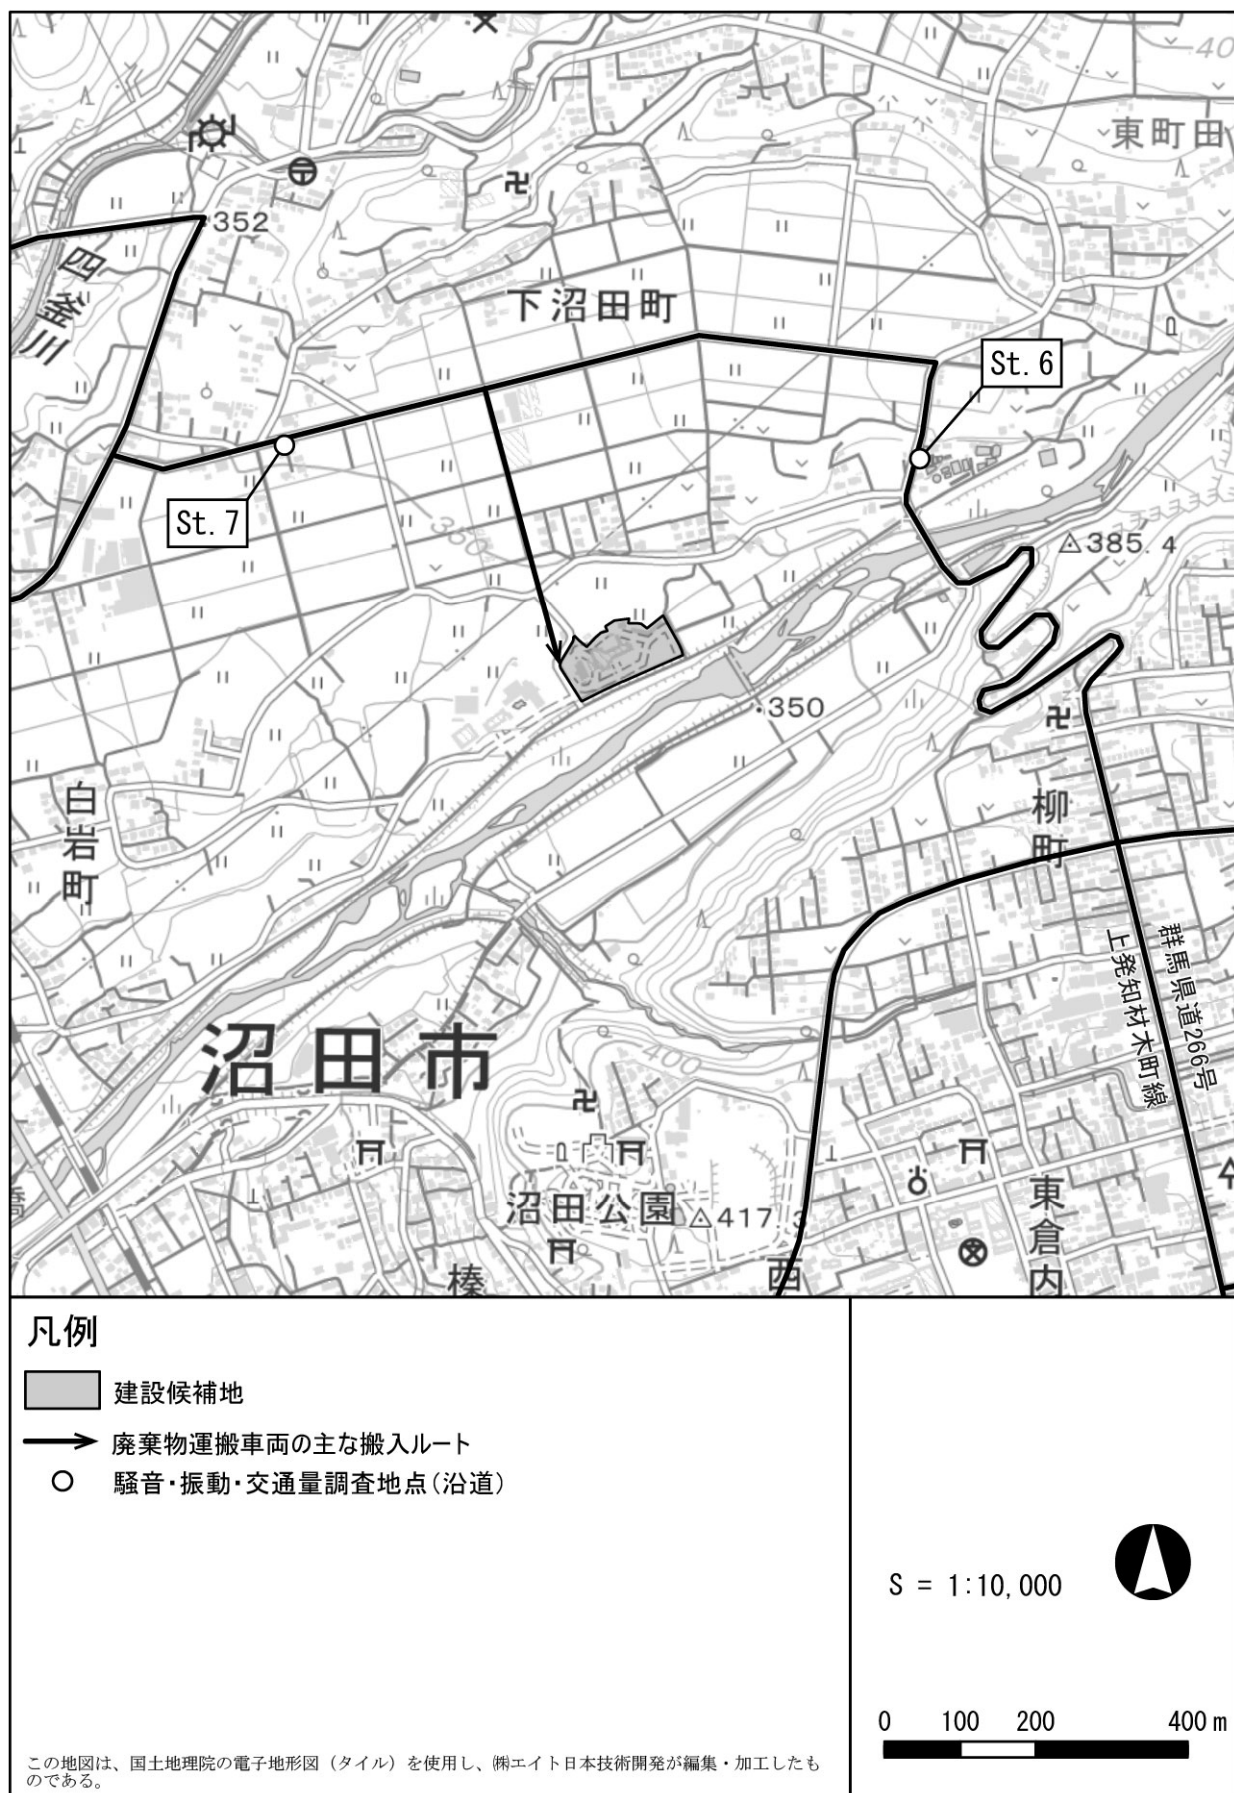 40
東町田
352
四釜川
下沼田町
St. 6
St. 7
360
385. 4
350
白岩町
柳町
群馬県道266号
上発知材木町線
沼田市
400
沼田公園
417. 3
東倉内
橋
榛
西
凡例
建設候補地
廃棄物運搬車両の主な搬入ルート
騒音・振動・交通量調査地点(沿道)
S = 1:10,000
0 100 200 400 m
この地図は、国土地理院の電子地形図（タイル）を使用し、㈱エイト日本技術開発が編集・加工したも
のである。